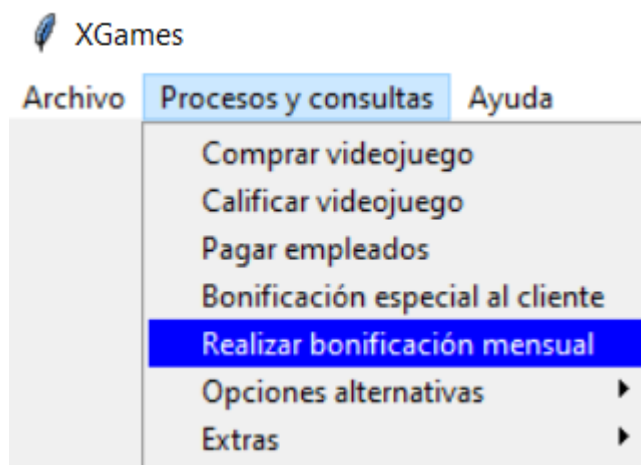 XGames
Archivo Procesos y consultas Ayuda
Comprar videojuego
Calificar videojuego
Pagar empleados
Bonificación especial al cliente
Realizar bonificación mensual
Opciones alternativas
Extras